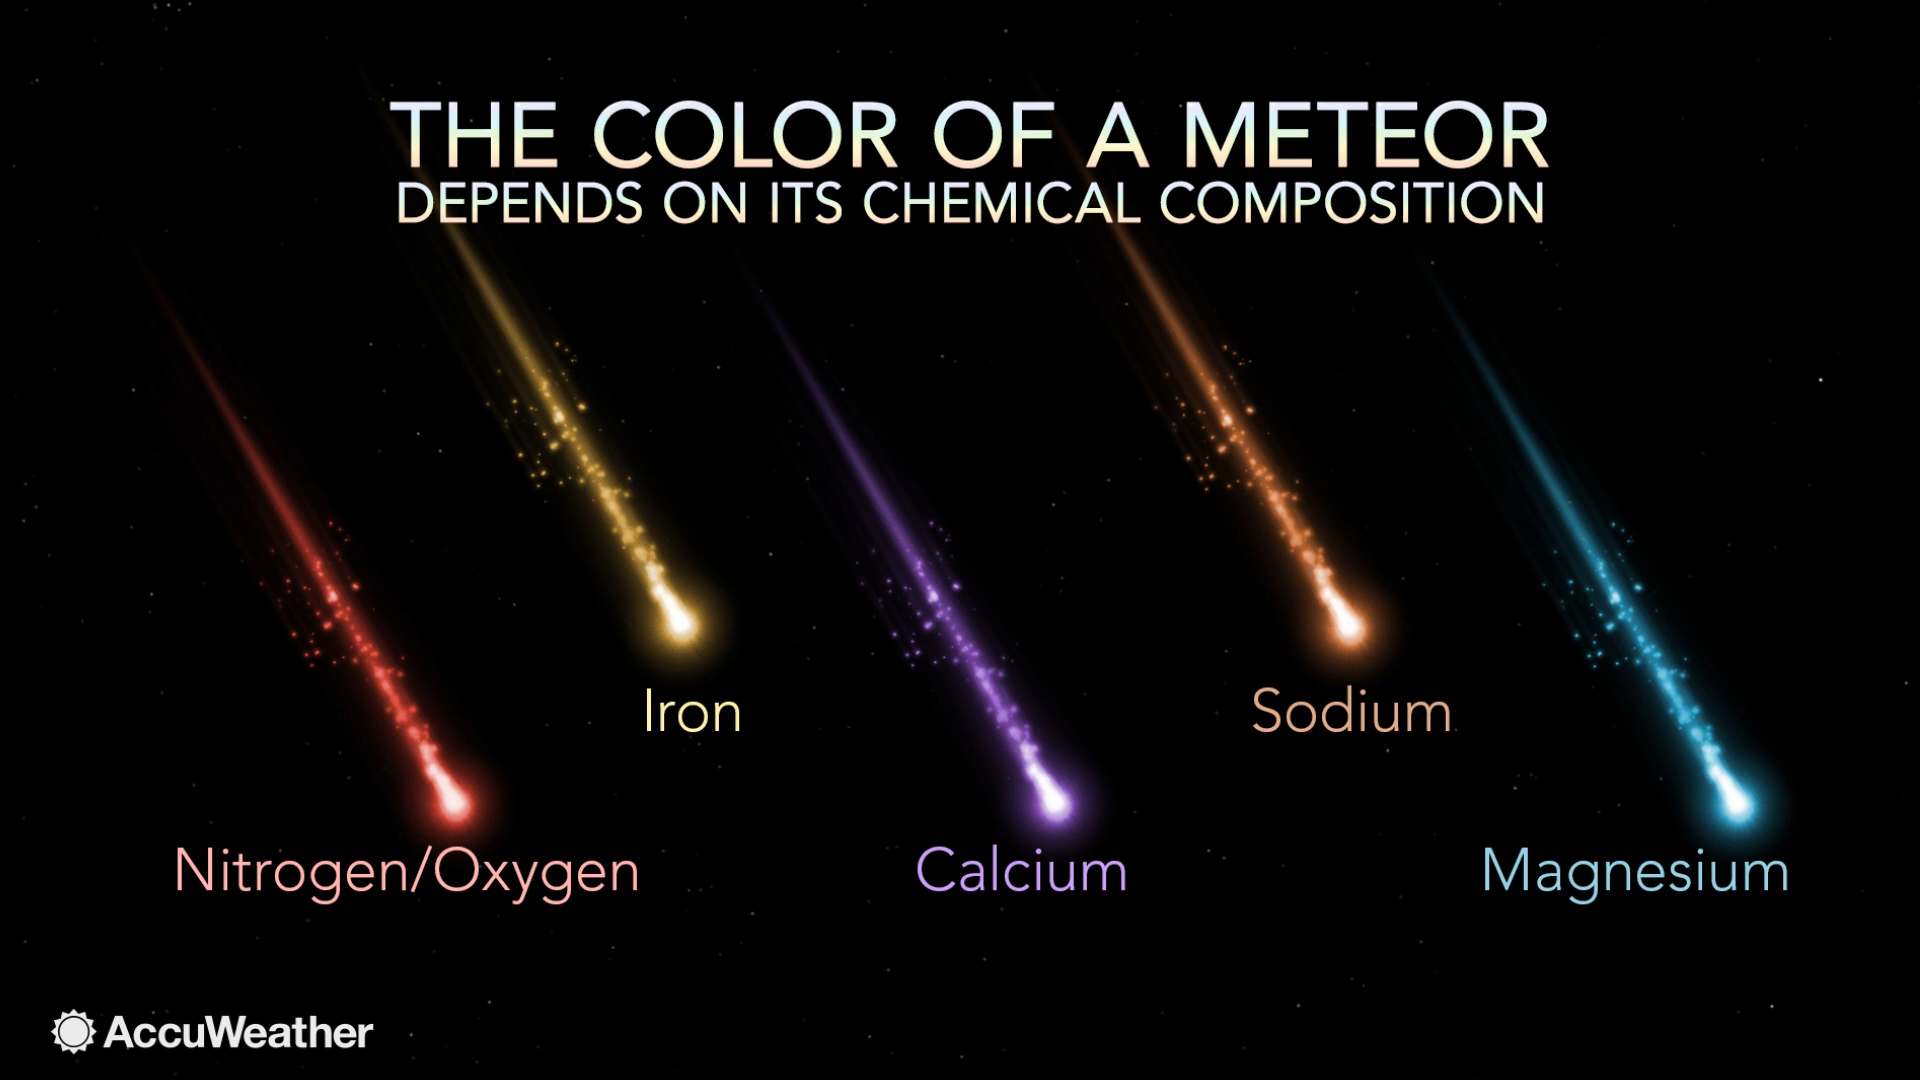 THE COLOR OF A METEOR
DEPENDS ON ITS CHEMICAL COMPOSITION
Iron
Sodium
Nitrogen/Oxygen
Calcium
Magnesium
AccuWeather